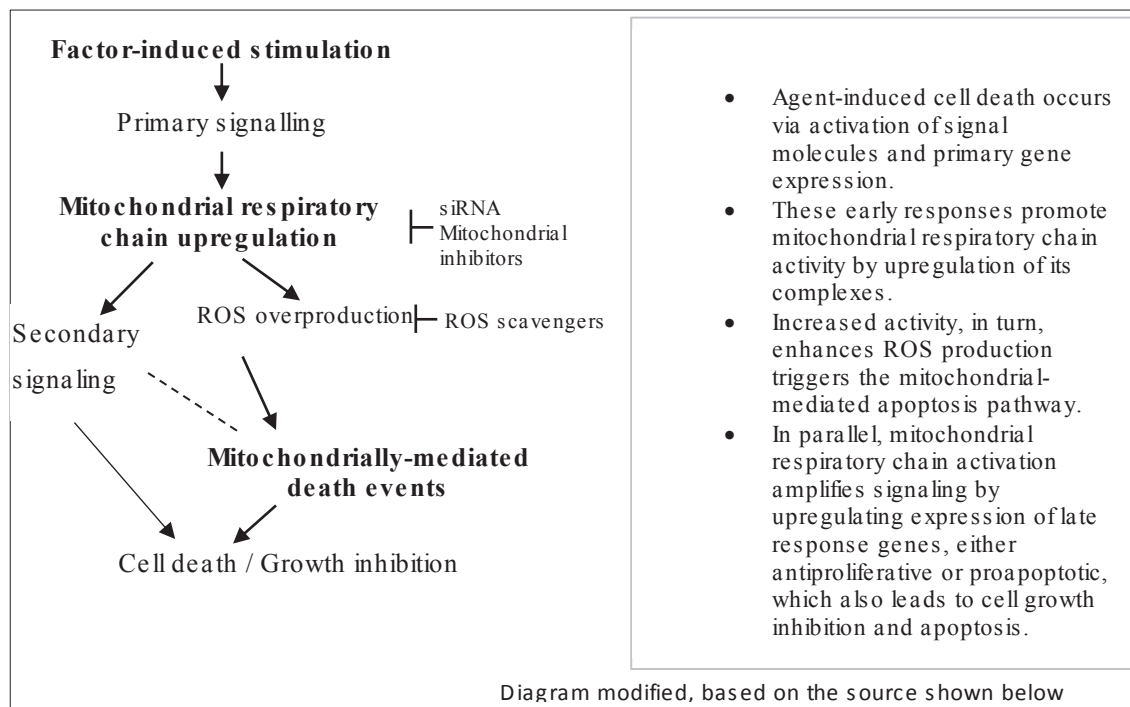 Factor-induced stimulation
Primary signalling
Mitochondrial respiratory
chain upregulation
siRNA
Mitochondrial
inhibitors
ROS overproduction
ROS scavengers
Secondary
signaling
Mitochondrially-mediated
death events
Cell death / Growth inhibition
• Agent-induced cell death occurs
via activation of signal
molecules and primary gene
expression.
• These early responses promote
mitochondrial respiratory chain
activity by upregulation of its
complexes.
• Increased activity, in turn,
enhances ROS production
triggers the mitochondrial-
mediated apoptosis pathway.
• In parallel, mitochondrial
respiratory chain activation
amplifies signaling by
upregulating expression of late
response genes, either
antiproliferative or proapoptotic,
which also leads to cell growth
inhibition and apoptosis.
Diagram modified, based on the source shown below